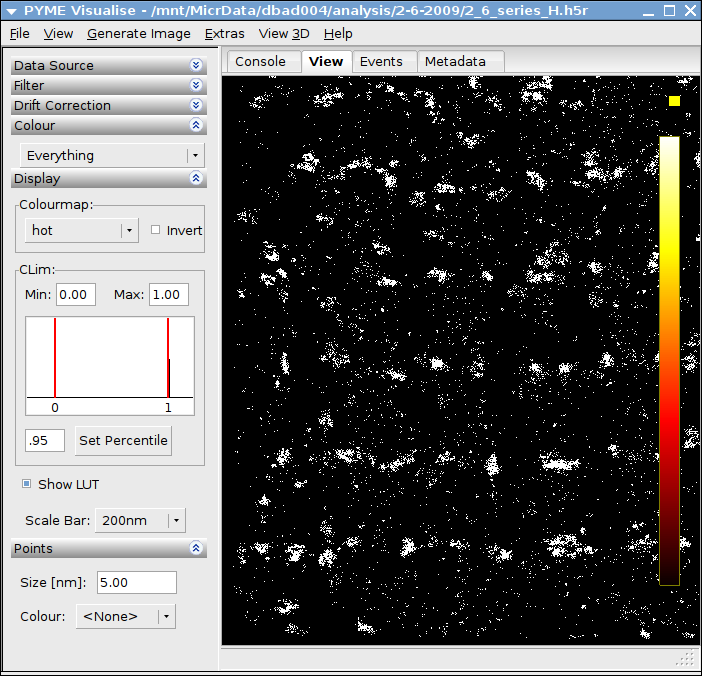 PYME Visualise - /mnt/MicrData/dbad004/analysis/2-6-2009/2_6_series_H.h5r
File View Generate Image Extras View 3D Help
Data Source
Filter
Drift Correction
Colour
Everything
Display
Colourmap:
hot Invert
CLim:
Min: 0.00 Max: 1.00
0 1
.95 Set Percentile
Show LUT
Scale Bar: 200nm
Points
Size [nm]: 5.00
Colour: <None>
Console View Events Metadata